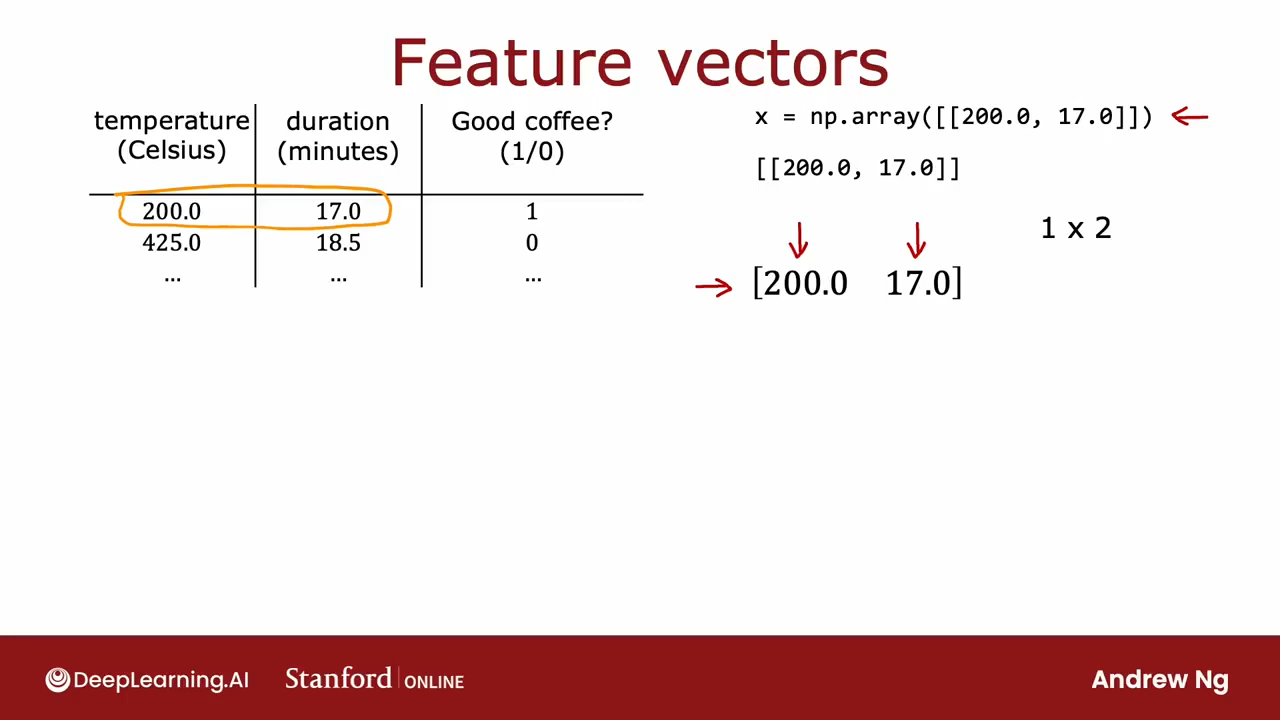 Feature vectors
temperature (Celsius) duration (minutes) Good coffee? (1/0)
200.0 17.0 1
425.0 18.5 0
... ... ...
x = np.array([[200.0, 17.0]])
[[200.0, 17.0]]
1 x 2
[200.0 17.0]
DeepLearning.AI Stanford ONLINE Andrew Ng